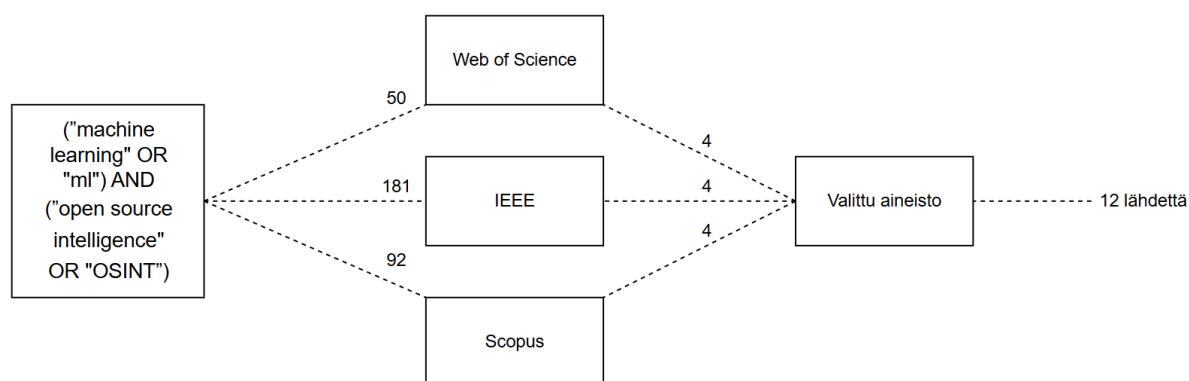 ("machine
learning" OR
"ml") AND
("open source
intelligence"
OR "OSINT”)
50
181
92
Web of Science
IEEE
Scopus
4
4
4
Valittu aineisto
12 lähdettä